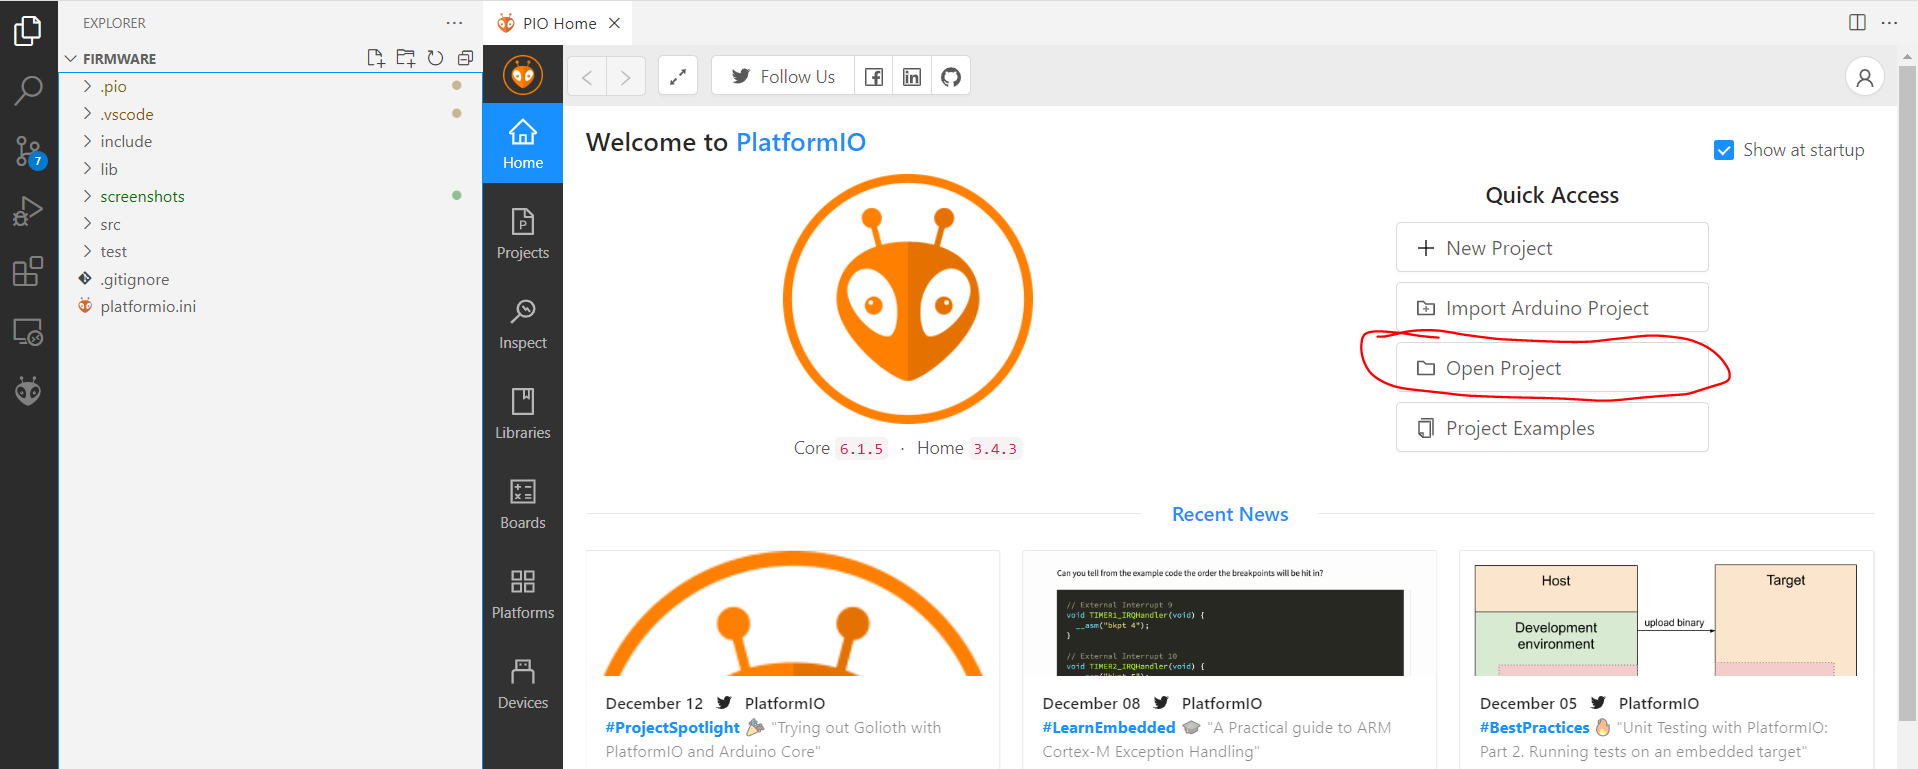 EXPLORER
FIRMWARE
.pio
.vscode
include
lib
screenshots
src
test
.gitignore
platformio.ini
7
PIO Home
Follow Us
Home
Projects
Inspect
Libraries
Boards
Platforms
Devices
Welcome to PlatformIO
Show at startup
Core 6.1.5 · Home 3.4.3
Quick Access
New Project
Import Arduino Project
Open Project
Project Examples
Recent News
December 12 PlatformIO
#ProjectSpotlight "Trying out Golioth with
PlatformIO and Arduino Core"
Can you tell from the example code the order the breakpoints will be hit in?
// External Interrupt 9
void TIMER1_IRQHandler(void) {
__asm("bkpt 4");
}
// External Interrupt 10
void TIMER2_IRQHandler(void) {
__asm("bkpt 5");
December 08 PlatformIO
#LearnEmbedded "A Practical guide to ARM
Cortex-M Exception Handling"
Host
Target
Development
environment
upload binary
December 05 PlatformIO
#BestPractices "Unit Testing with PlatformIO:
Part 2. Running tests on an embedded target"